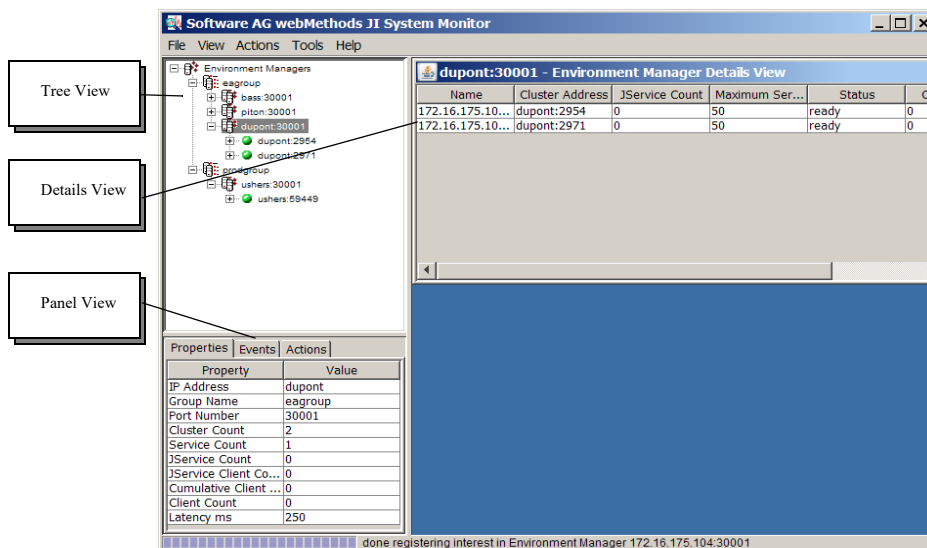 Software AG webMethods JI System Monitor
File View Actions Tools Help
Tree View
Details View
Panel View
Environment Managers
eagroup
bass:30001
piton:30001
dupont:30001
dupont:2954
dupont:2971
prodgroup
ushers:30001
ushers:59449
dupont:30001 - Environment Manager Details View
Name Cluster Address JService Count Maximum Ser... Status
172.16.175.10... dupont:2954 0 50 ready 0
172.16.175.10... dupont:2971 0 50 ready 0
Properties Events Actions
Property Value
IP Address dupont
Group Name eagroup
Port Number 30001
Cluster Count 2
Service Count 1
JService Count 0
JService Client Co... 0
Cumulative Client ... 0
Client Count 0
Latency ms 250
done registering interest in Environment Manager 172.16.175.104:30001